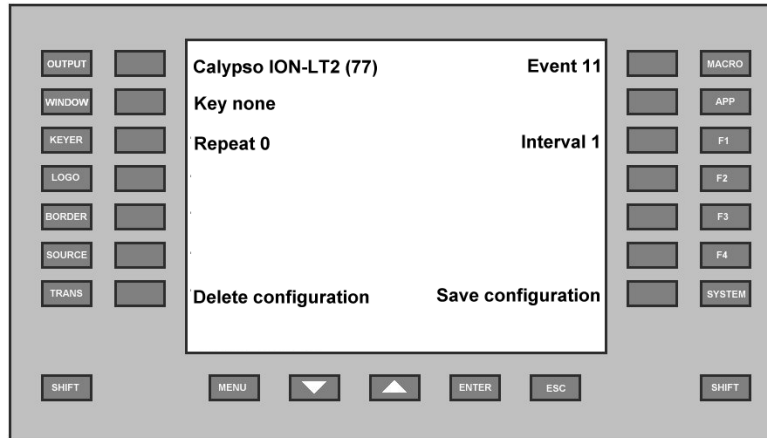 OUTPUT
Calypso ION-LT2 (77)
Event 11
MACRO
WINDOW
Key none
APP
KEYER
Repeat 0
Interval 1
F1
LOGO
F2
BORDER
F3
SOURCE
F4
TRANS
Delete configuration
Save configuration
SYSTEM
SHIFT
MENU
ENTER
ESC
SHIFT